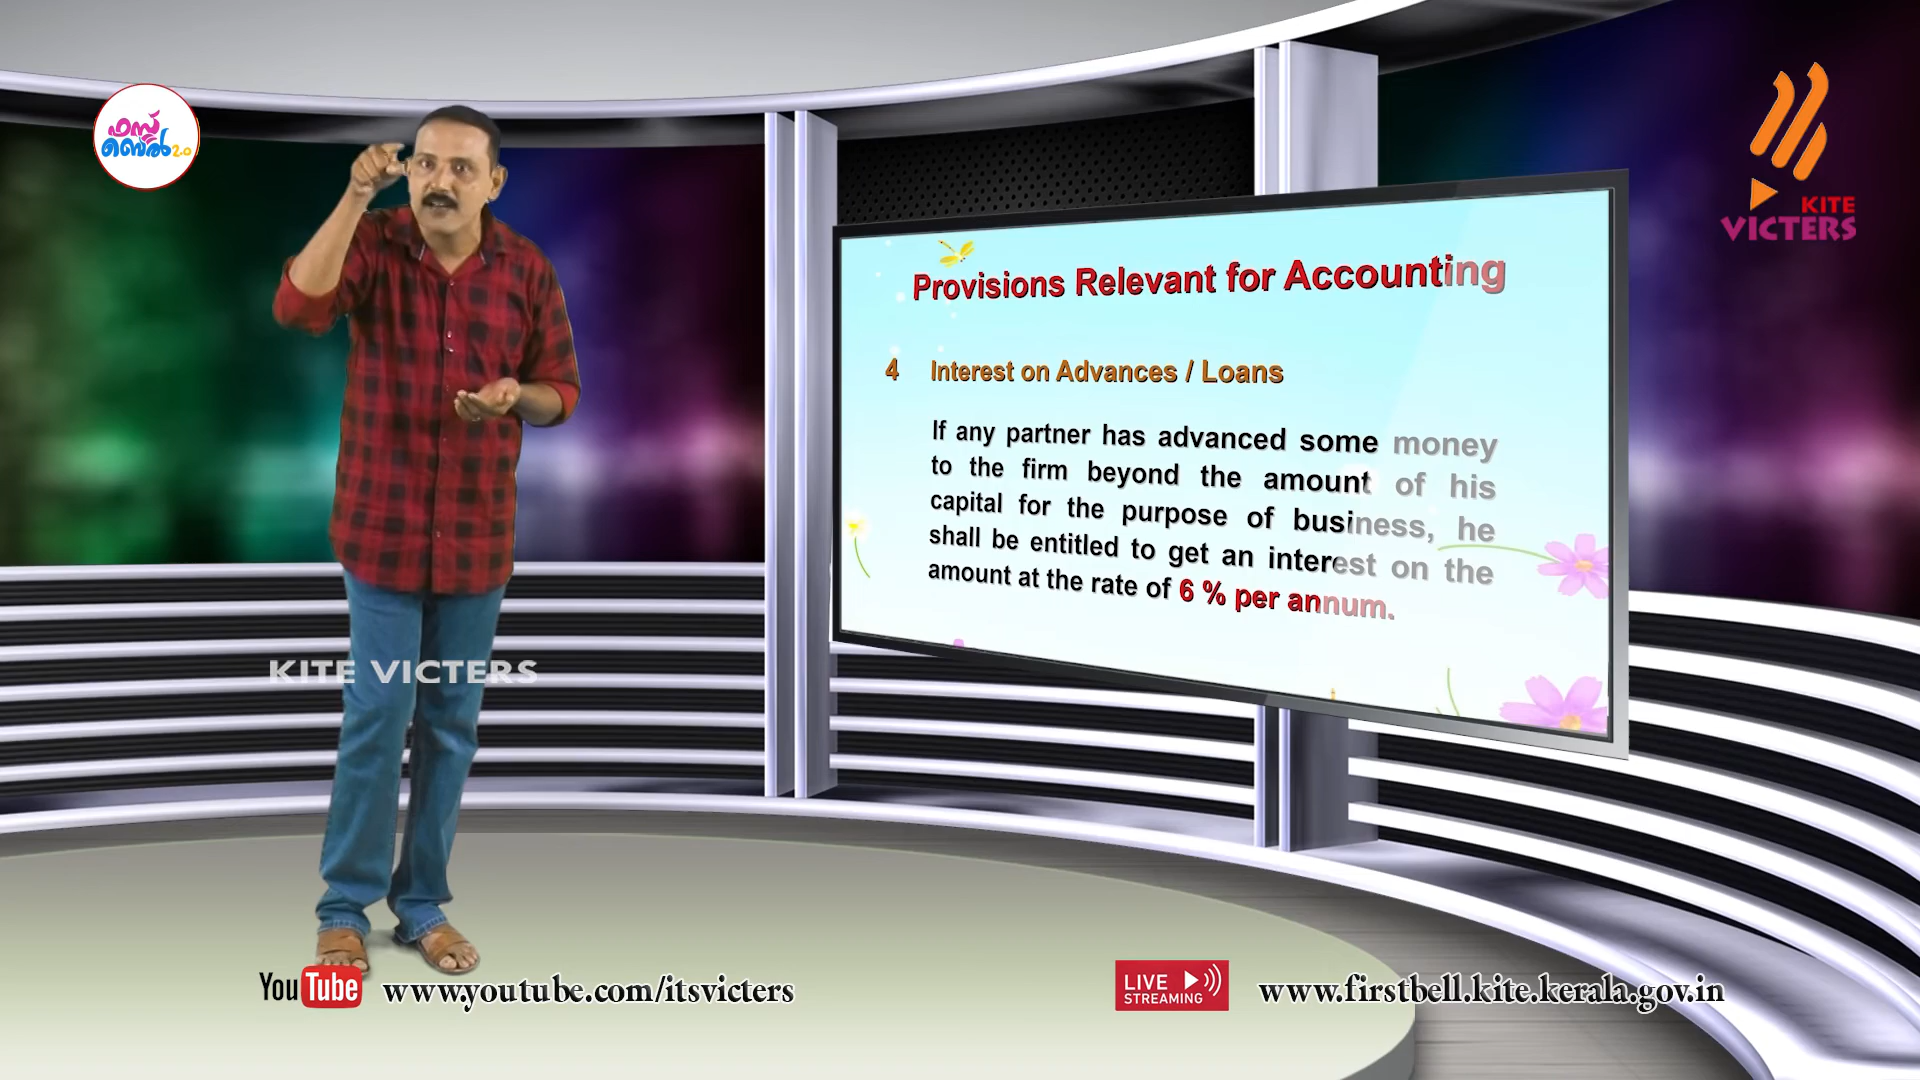 ഫസ്റ്റ്
ബെൽ 2.0
KITE
VICTERS
Provisions Relevant for Accounting
4 Interest on Advances / Loans
If any partner has advanced some money
to the firm beyond the amount of his
capital for the purpose of business, he
shall be entitled to get an interest on the
amount at the rate of 6 % per annum.
KITE VICTERS
YouTube www.youtube.com/itsvicters
LIVE
STREAMING
www.firstbell.kite.kerala.gov.in